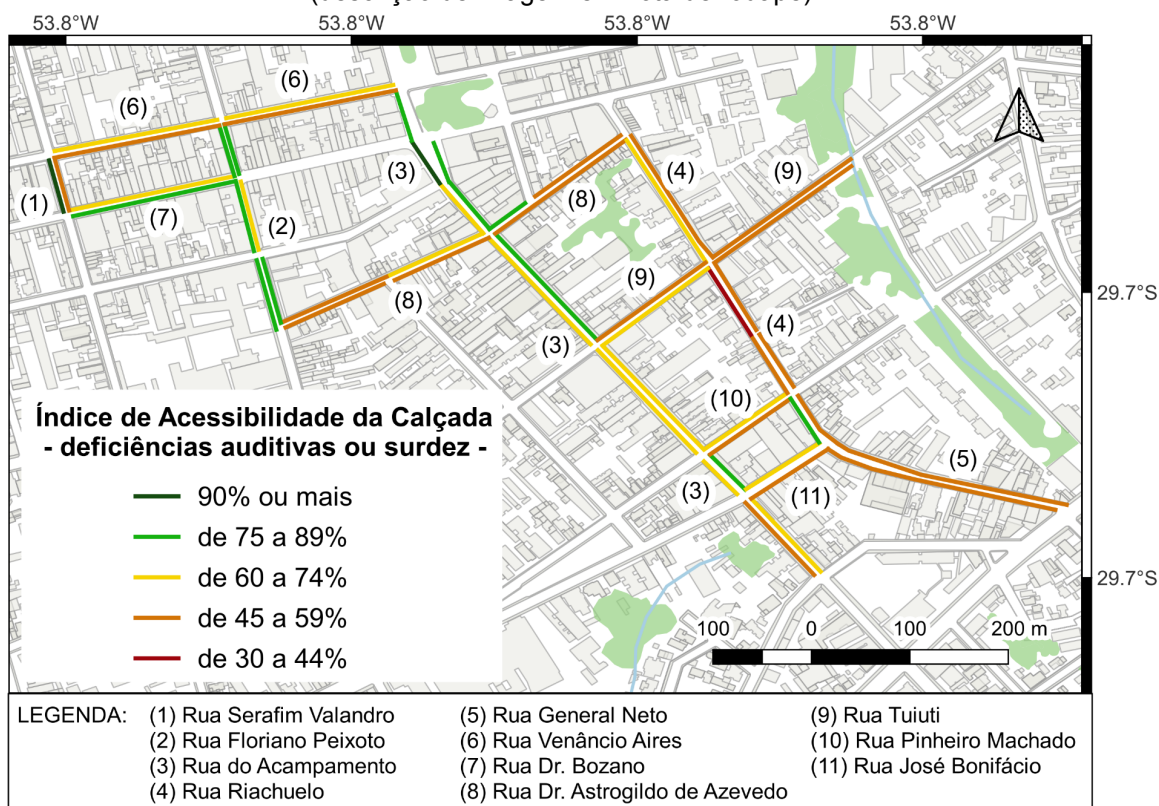 53.8°W 53.8°W 53.8°W 53.8°W
(6)
(6)
(3)
(4)
(9)
(1)
(8)
(7)
(2)
(9)
(8)
29.7°S
(4)
(3)
(10)
Índice de Acessibilidade da Calçada
- deficiências auditivas ou surdez -
(5)
(3)
(11)
90% ou mais
de 75 a 89%
de 60 a 74%
29.7°S
de 45 a 59%
100 0 100 200 m
de 30 a 44%
LEGENDA:
(1) Rua Serafim Valandro
(2) Rua Floriano Peixoto
(3) Rua do Acampamento
(4) Rua Riachuelo
(5) Rua General Neto
(6) Rua Venâncio Aires
(7) Rua Dr. Bozano
(8) Rua Dr. Astrogildo de Azevedo
(9) Rua Tuiuti
(10) Rua Pinheiro Machado
(11) Rua José Bonifácio